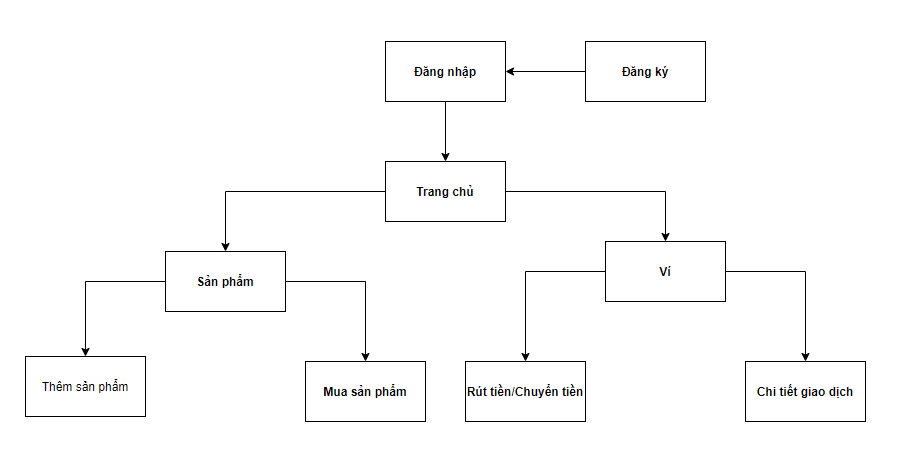 Đăng nhập
Đăng ký
Trang chủ
Sản phẩm
Ví
Thêm sản phẩm
Mua sản phẩm
Rút tiền/Chuyển tiền
Chi tiết giao dịch